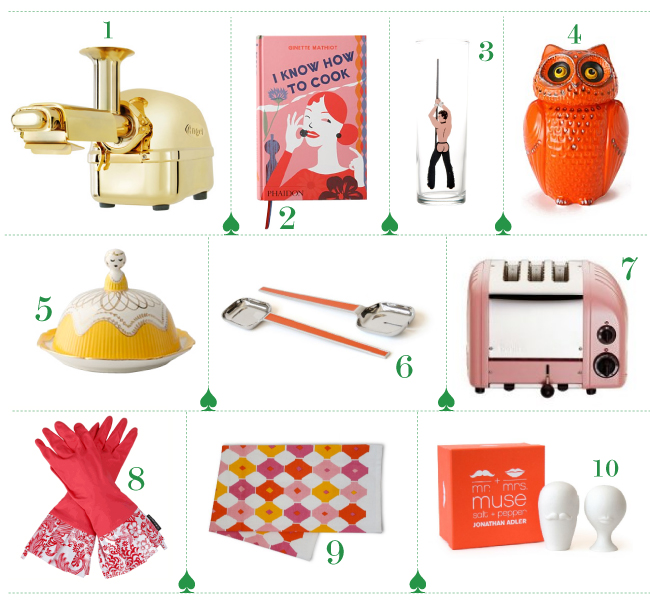 1
Angel
2
GINETTE MATHIOT
I KNOW HOW
TO COOK
PHAIDON
3
4
5
6
7
8
9
10
mr + mrs
muse
salt + pepper
JONATHAN ADLER